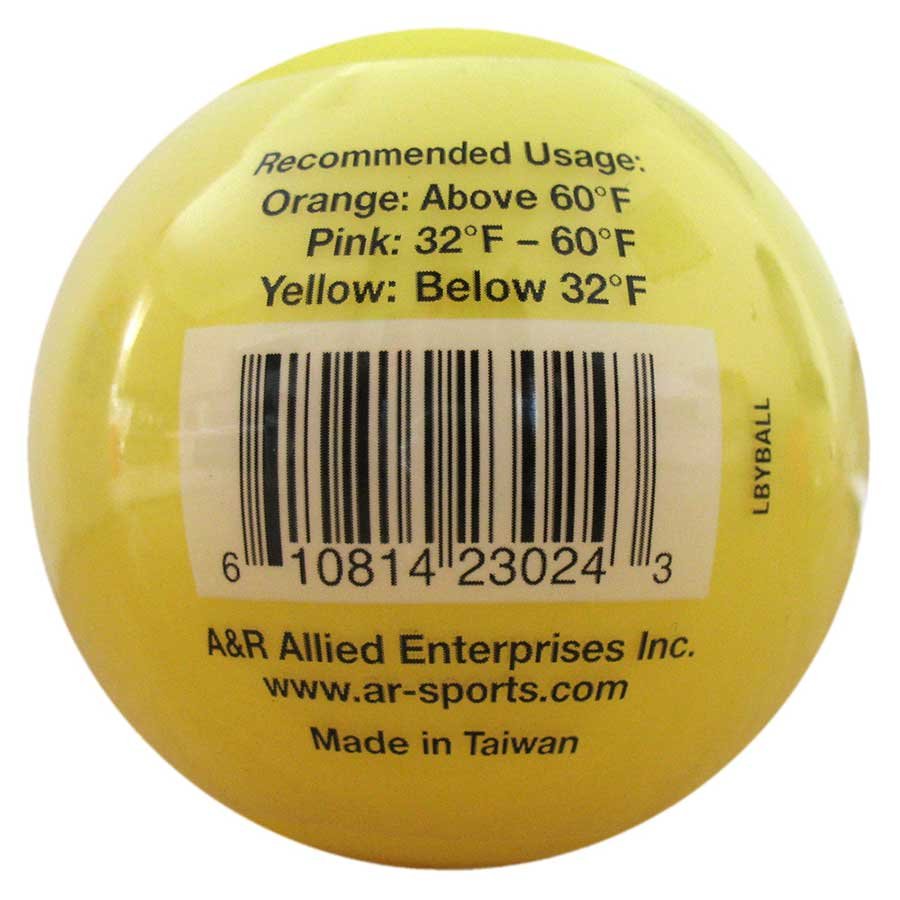 Recommended Usage:
Orange: Above 60°F
Pink: 32°F – 60°F
Yellow: Below 32°F
6 10814 23024 3
LBYBALL
A&R Allied Enterprises Inc.
www.ar-sports.com
Made in Taiwan